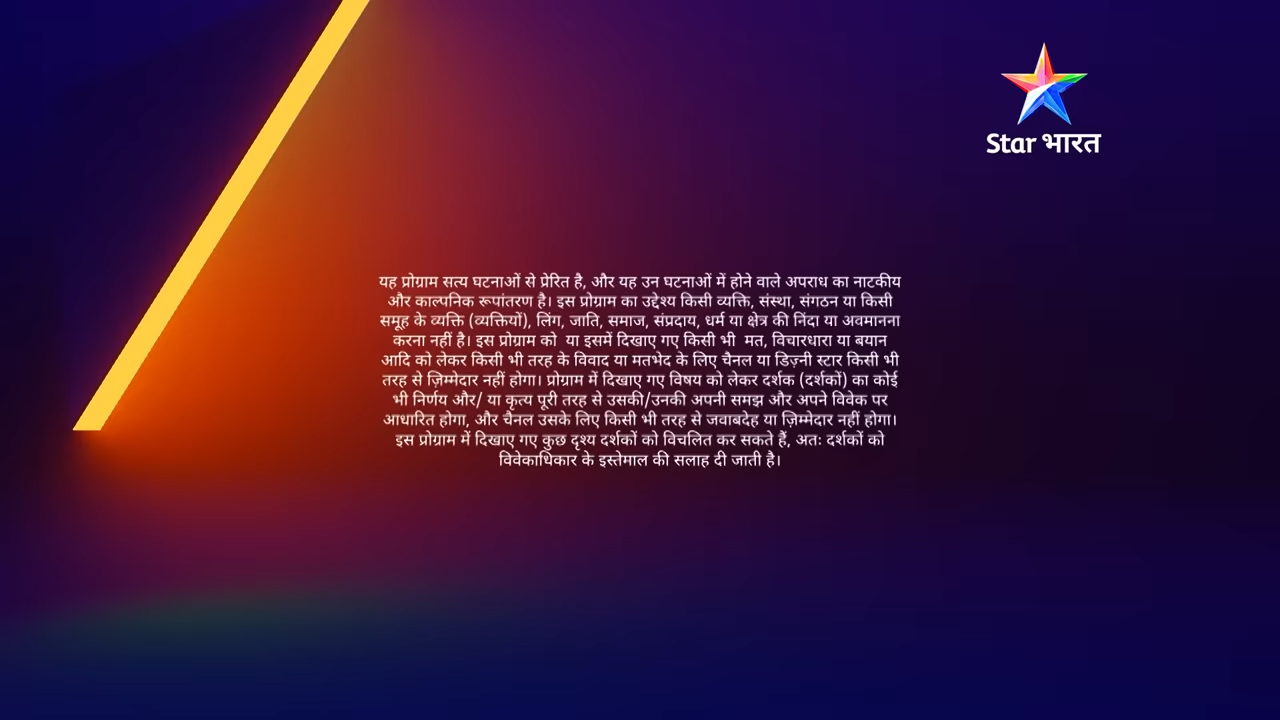 Star भारत
यह प्रोग्राम सत्य घटनाओं से प्रेरित है, और यह उन घटनाओं में होने वाले अपराध का नाटकीय
और काल्पनिक रूपांतरण है। इस प्रोग्राम का उद्देश्य किसी व्यक्ति, संस्था, संगठन या किसी
समूह के व्यक्ति (व्यक्तियों), लिंग, जाति, समाज, संप्रदाय, धर्म या क्षेत्र की निंदा या अवमानना
करना नहीं है। इस प्रोग्राम को  या इसमें दिखाए गए किसी भी  मत, विचारधारा या बयान
आदि को लेकर किसी भी तरह के विवाद या मतभेद के लिए चैनल या डिज़्नी स्टार किसी भी
तरह से ज़िम्मेदार नहीं होगा। प्रोग्राम में दिखाए गए विषय को लेकर दर्शक (दर्शकों) का कोई
भी निर्णय और/ या कृत्य पूरी तरह से उसकी/उनकी अपनी समझ और अपने विवेक पर
आधारित होगा, और चैनल उसके लिए किसी भी तरह से जवाबदेह या ज़िम्मेदार नहीं होगा।
इस प्रोग्राम में दिखाए गए कुछ दृश्य दर्शकों को विचलित कर सकते हैं, अतः दर्शकों को
विवेकाधिकार के इस्तेमाल की सलाह दी जाती है।